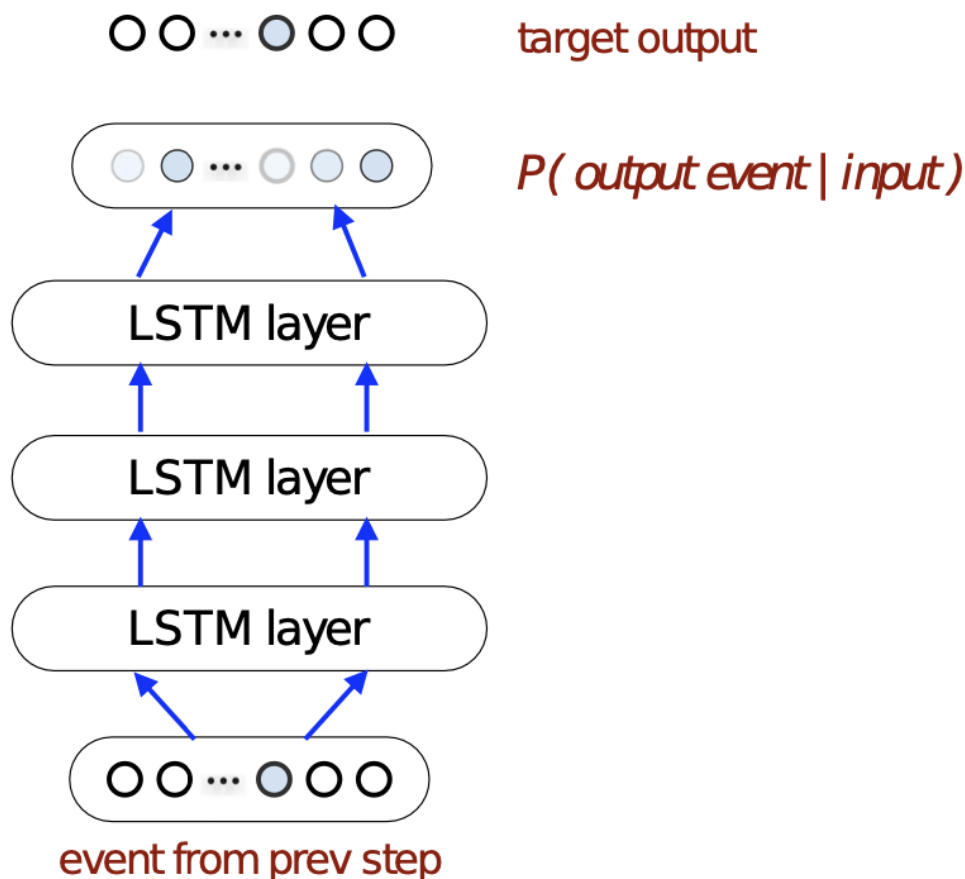 target output
P( output event | input )
LSTM layer
LSTM layer
LSTM layer
event from prev step